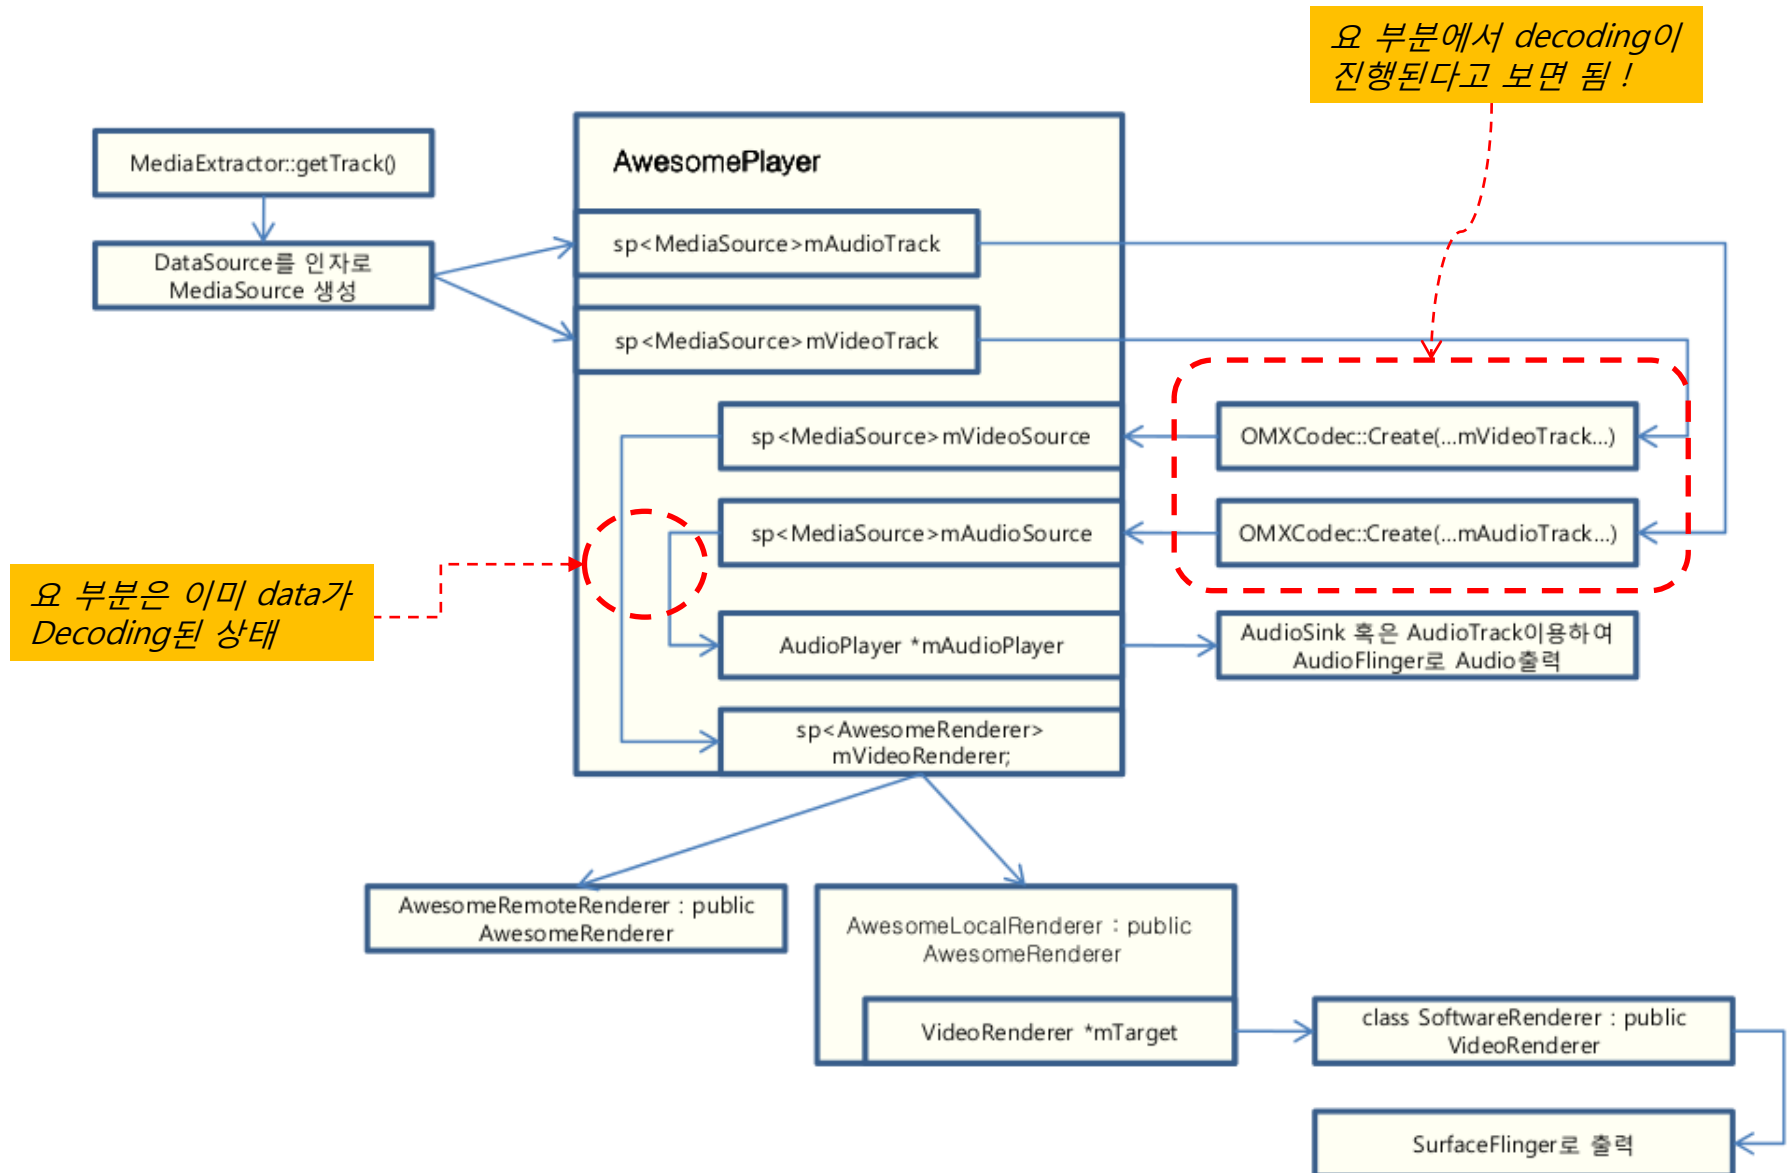 요 부분에서 decoding이
진행된다고 보면 됨 !
MediaExtractor::getTrack()
DataSource를 인자로
MediaSource 생성
AwesomePlayer
sp<MediaSource>mAudioTrack
sp<MediaSource>mVideoTrack
sp<MediaSource>mVideoSource
OMXCodec::Create(...mVideoTrack...)
sp<MediaSource>mAudioSource
OMXCodec::Create(...mAudioTrack...)
요 부분은 이미 data가
Decoding된 상태
AudioPlayer *mAudioPlayer
AudioSink 혹은 AudioTrack이용하여
AudioFlinger로 Audio출력
sp<AwesomeRenderer>
mVideoRenderer;
AwesomeRemoteRenderer : public
AwesomeRenderer
AwesomeLocalRenderer : public
AwesomeRenderer
VideoRenderer *mTarget
class SoftwareRenderer : public
VideoRenderer
SurfaceFlinger로 출력